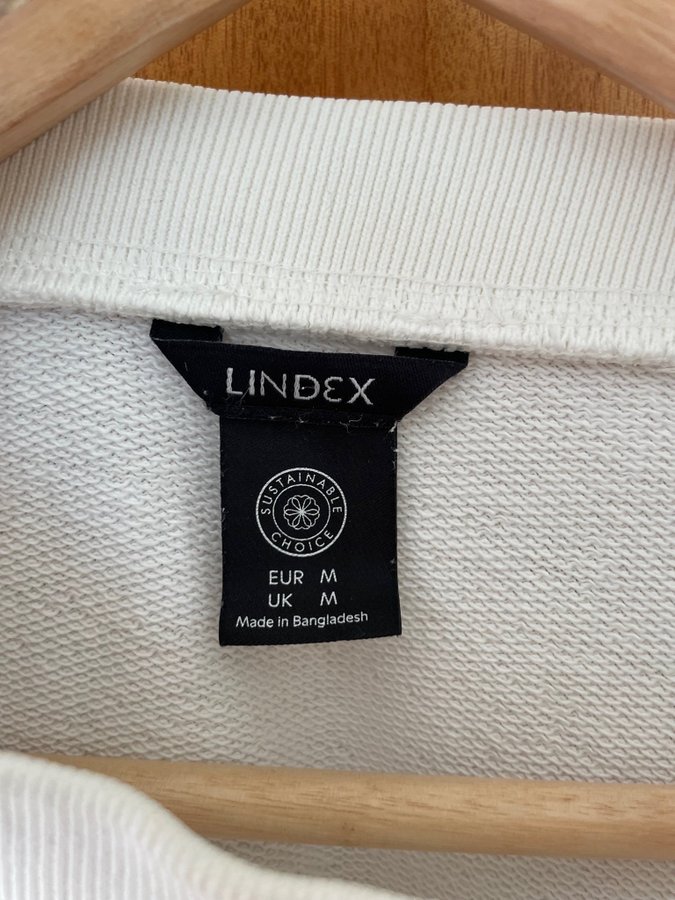 LINDEX
SUSTAINABLE
CHOICE
EUR M
UK M
Made in Bangladesh